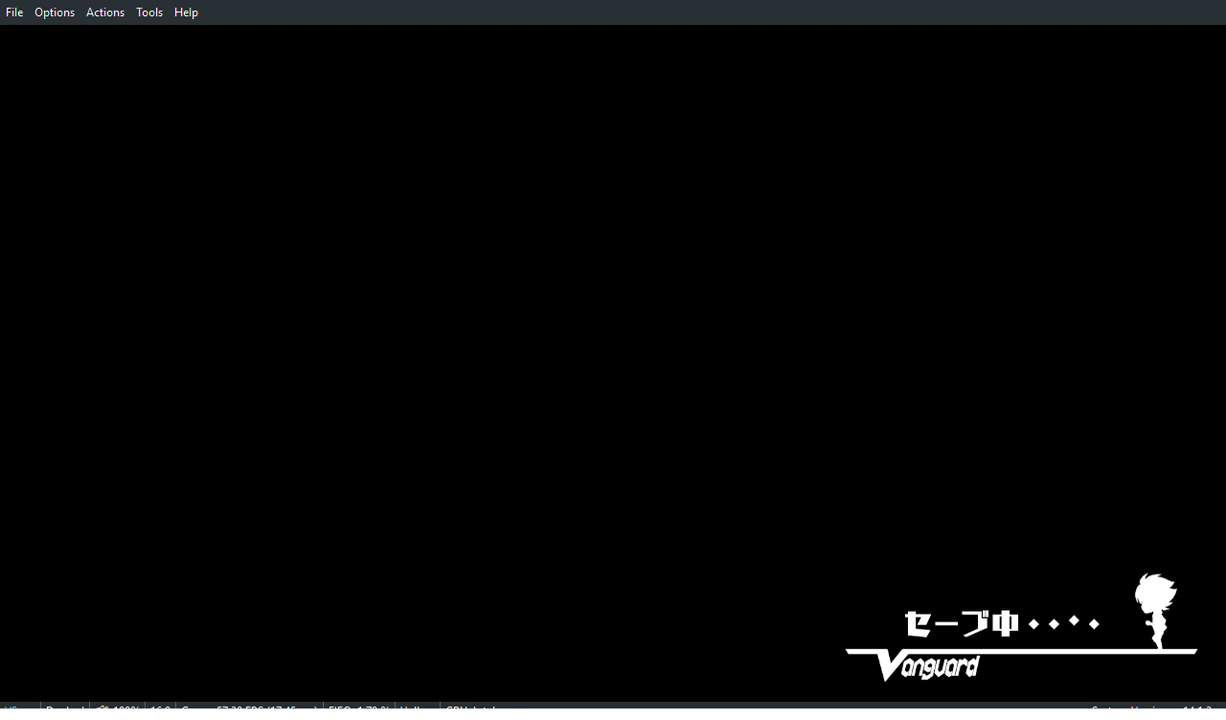 File Options Actions Tools Help
セーブ中・・・・
Vanguard